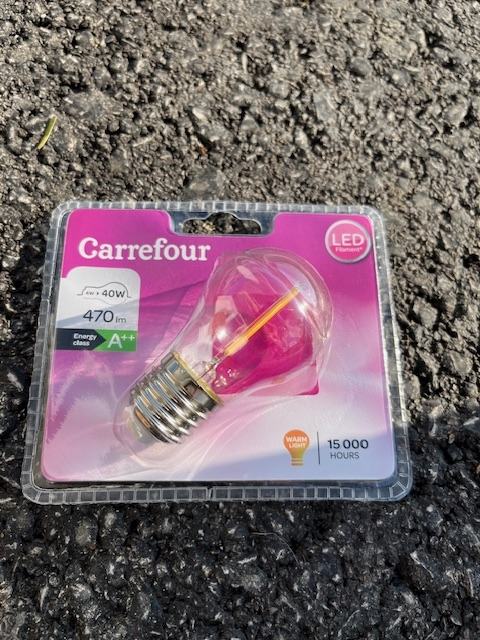 Carrefour
LED
Filament
4W 40W
470 lm
Energy
class
A++
WARM
LIGHT
15 000
HOURS